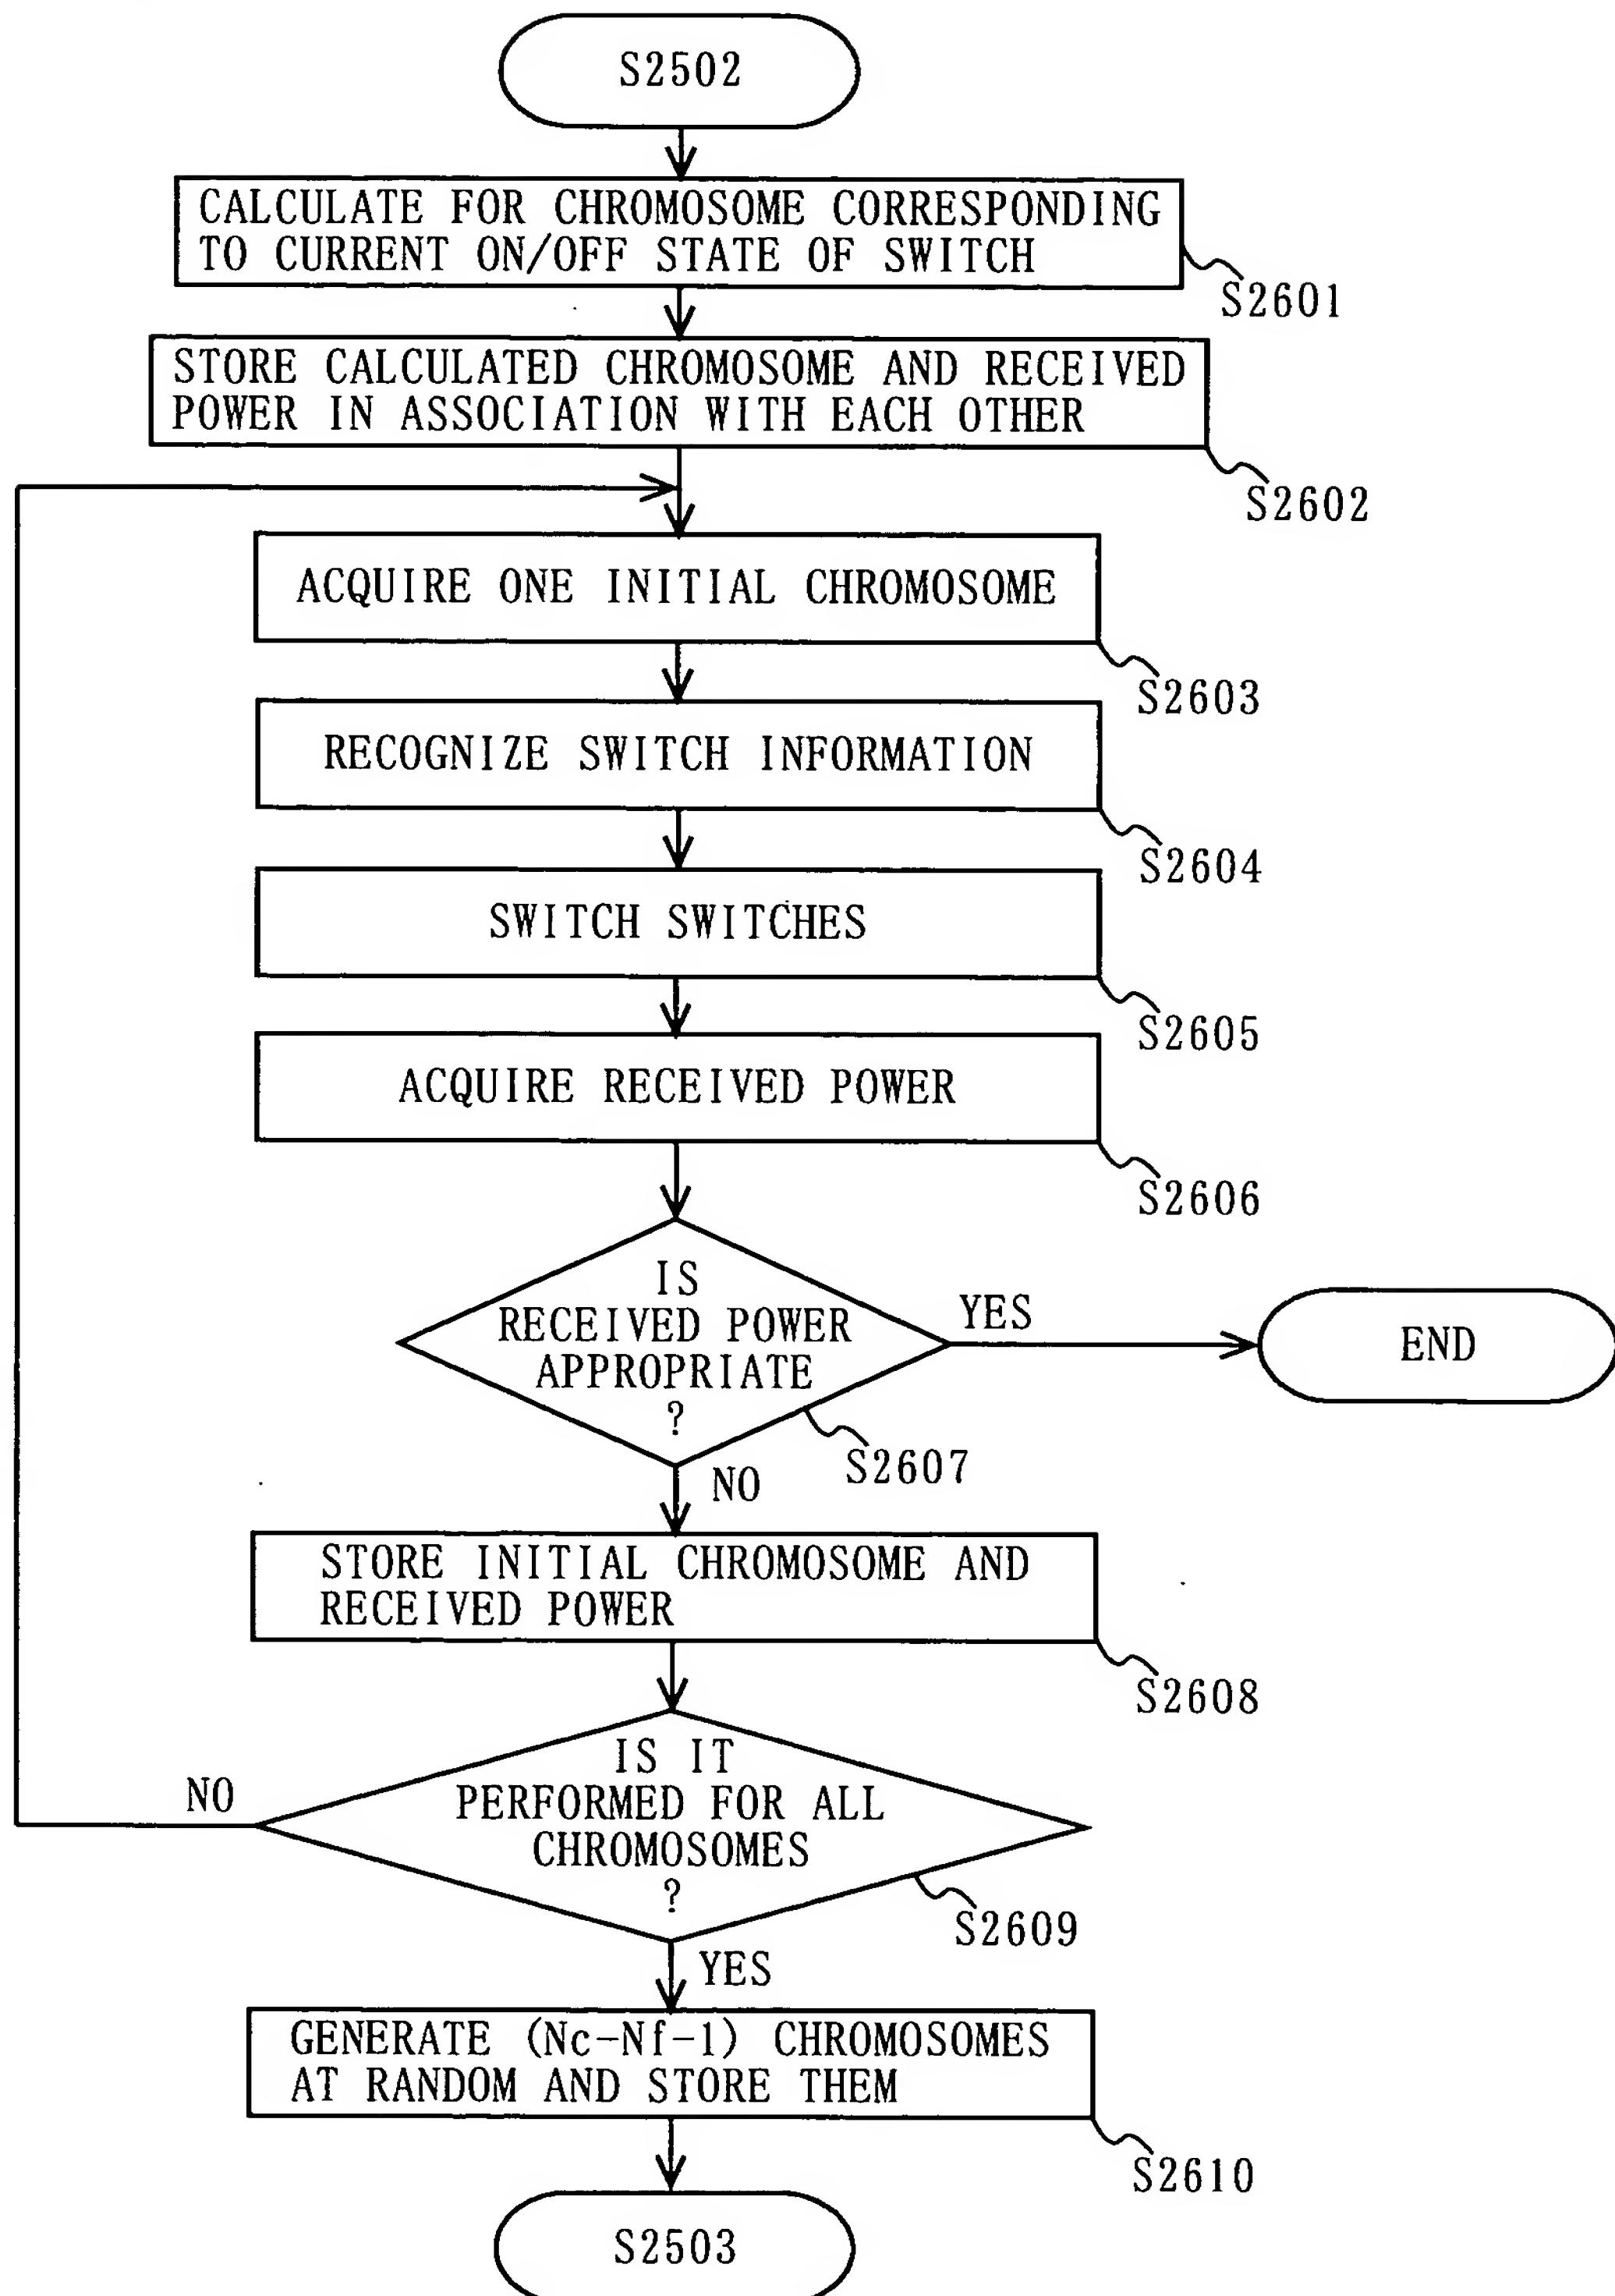 S2502
CALCULATE FOR CHROMOSOME CORRESPONDING
TO CURRENT ON/OFF STATE OF SWITCH
S2601
STORE CALCULATED CHROMOSOME AND RECEIVED
POWER IN ASSOCIATION WITH EACH OTHER
S2602
ACQUIRE ONE INITIAL CHROMOSOME
S2603
RECOGNIZE SWITCH INFORMATION
S2604
SWITCH SWITCHES
S2605
ACQUIRE RECEIVED POWER
S2606
IS
RECEIVED POWER
APPROPRIATE
?
YES
END
S2607
NO
STORE INITIAL CHROMOSOME AND
RECEIVED POWER
S2608
IS IT
PERFORMED FOR ALL
CHROMOSOMES
?
NO
S2609
YES
GENERATE (Nc-Nf-1) CHROMOSOMES
AT RANDOM AND STORE THEM
S2610
S2503